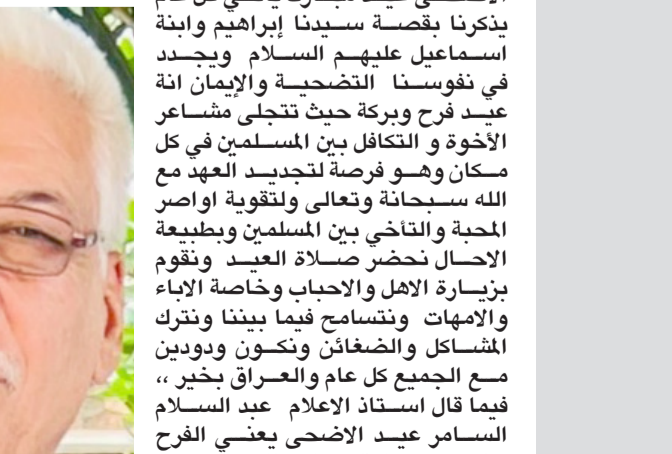 يذكرنا بقصة سيدنا إبراهيم وابنة
اسماعيل عليهم السلام ويجدد
في نفوسنا التضحية والإيمان انة
عيد فرح وبركة حيث تتجلى مشاعر
الأخوة و التكافل بين المسلمين في كل
مكان وهو فرصة لتجديد العهد مع
الله سبحانة وتعالى ولتقوية اواصر
المحبة والتأخي بين المسلمين وبطبيعة
الاحال نحضر صلاة العيد ونقوم
بزيارة الاهل والاحباب وخاصة الاباء
والامهات ونتسامح فيما بيننا ونترك
المشاكل والضغائن ونكون ودودين
مع الجميع كل عام والعراق بخير ،،
فيما قال استاذ الاعلام عبد السلام
السامر عيد الاضحى يعني الفرح